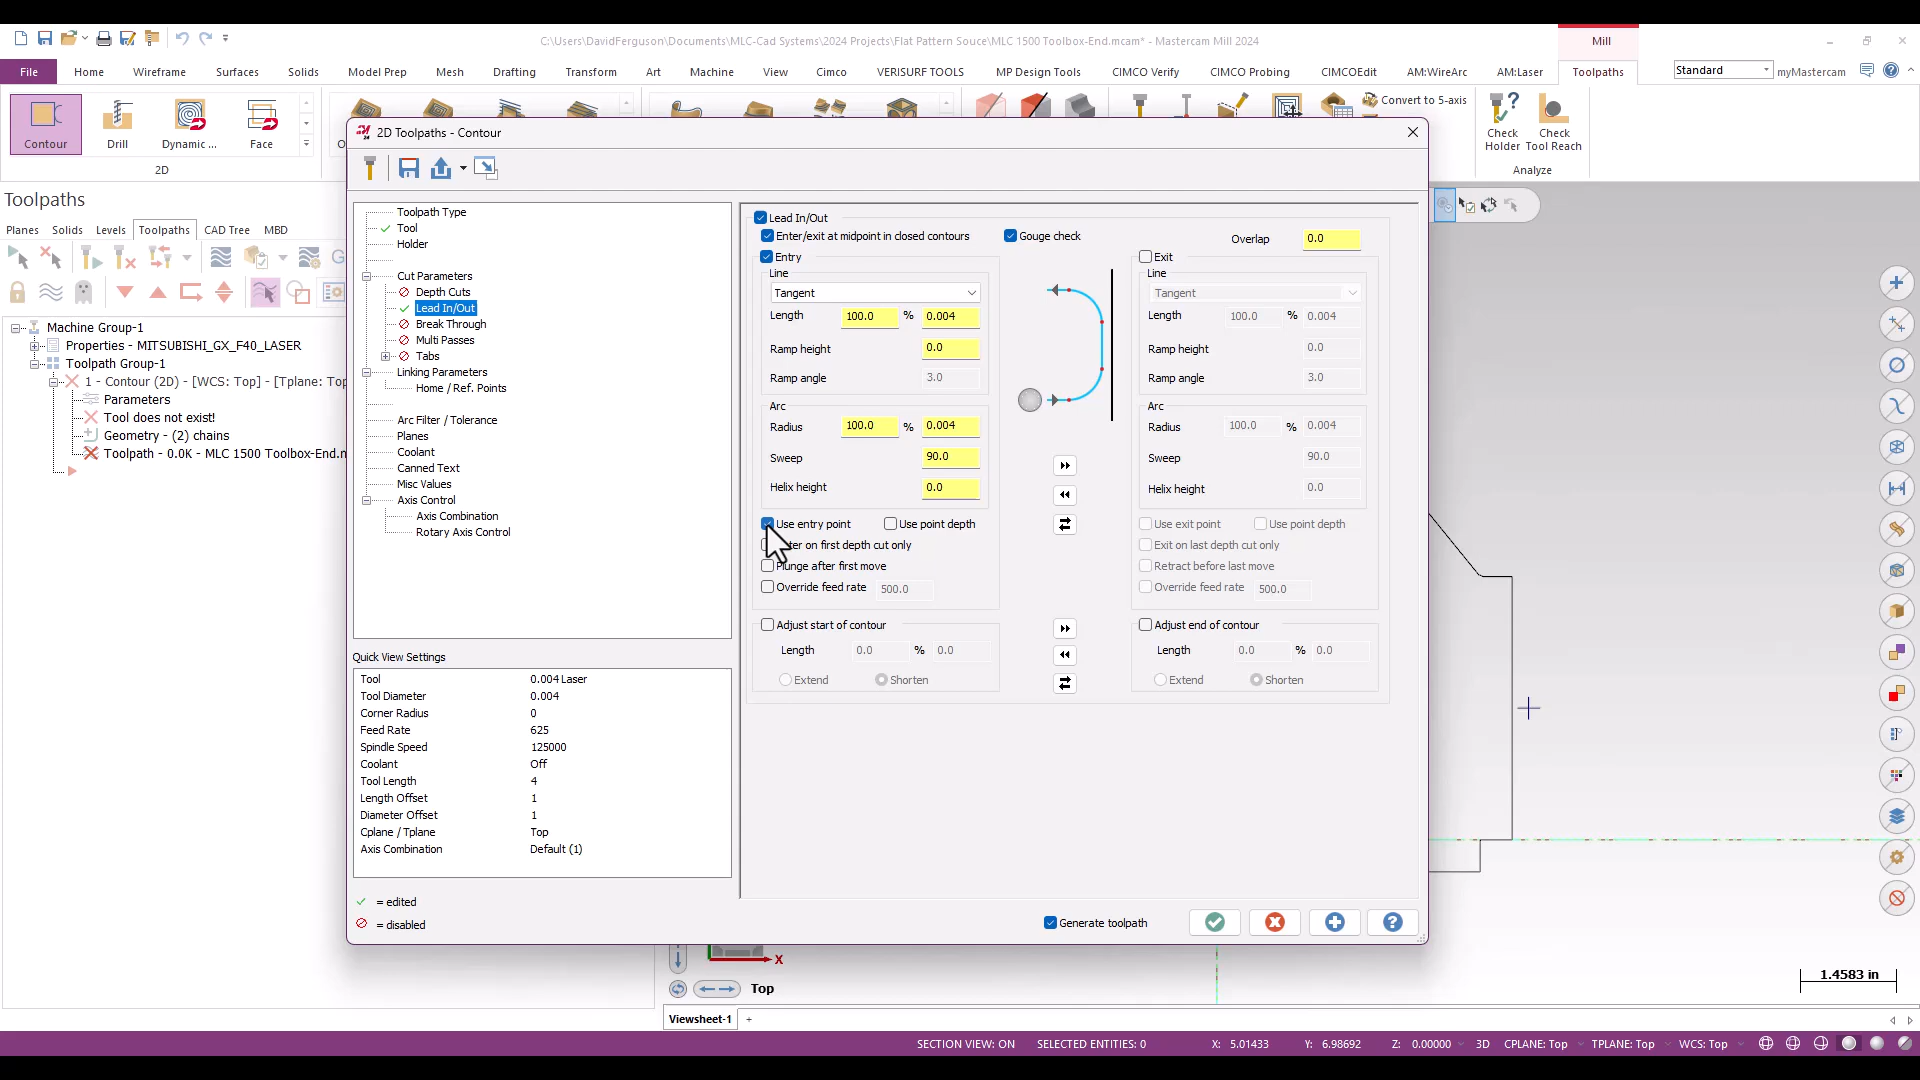 C:\Users\DavidFerguson\Documents\MLC-Cad Systems\2024 Projects\Flat Pattern Souce\MLC 1500 Toolbox-End.mcam* - Mastercam Mill 2024
Mill
File Home Wireframe Surfaces Solids Model Prep Mesh Drafting Transform Art Machine View Cimco VERISURF TOOLS MP Design Tools CIMCO Verify CIMCO Probing CIMCOEdit AM:WireArc AM:Laser Toolpaths
Standard
myMastercam
Contour Drill Dynamic ... Face
2D
Convert to 5-axis
Check Holder
Check Tool Reach
Analyze
Toolpaths
Planes Solids Levels Toolpaths CAD Tree MBD
Machine Group-1
Properties - MITSUBISHI_GX_F40_LASER
Toolpath Group-1
1 - Contour (2D) - [WCS: Top] - [Tplane: Top
Parameters
Tool does not exist!
Geometry - (2) chains
Toolpath - 0.0K - MLC 1500 Toolbox-End.n
2D Toolpaths - Contour
Toolpath Type
Tool
Holder
Cut Parameters
Depth Cuts
Lead In/Out
Break Through
Multi Passes
Tabs
Linking Parameters
Home / Ref. Points
Arc Filter / Tolerance
Planes
Coolant
Canned Text
Misc Values
Axis Control
Axis Combination
Rotary Axis Control
Quick View Settings
Tool 0.004 Laser
Tool Diameter 0.004
Corner Radius 0
Feed Rate 625
Spindle Speed 125000
Coolant Off
Tool Length 4
Length Offset 1
Diameter Offset 1
Cplane / Tplane Top
Axis Combination Default (1)
= edited
= disabled
Lead In/Out
Enter/exit at midpoint in closed contours
Gouge check
Overlap 0.0
Entry
Line
Tangent
Length 100.0 % 0.004
Ramp height 0.0
Ramp angle 3.0
Arc
Radius 100.0 % 0.004
Sweep 90.0
Helix height 0.0
Use entry point Use point depth
on first depth cut only
Plunge after first move
Override feed rate 500.0
Adjust start of contour
Length 0.0 % 0.0
Extend Shorten
Exit
Line
Tangent
Length 100.0 % 0.004
Ramp height 0.0
Ramp angle 3.0
Arc
Radius 100.0 % 0.004
Sweep 90.0
Helix height 0.0
Use exit point Use point depth
Exit on last depth cut only
Retract before last move
Override feed rate 500.0
Adjust end of contour
Length 0.0 % 0.0
Extend Shorten
Generate toolpath
X
Top
1.4583 in
Viewsheet-1 +
SECTION VIEW: ON SELECTED ENTITIES: 0 X: 5.01433 Y: 6.98692 Z: 0.00000 3D CPLANE: Top TPLANE: Top WCS: Top